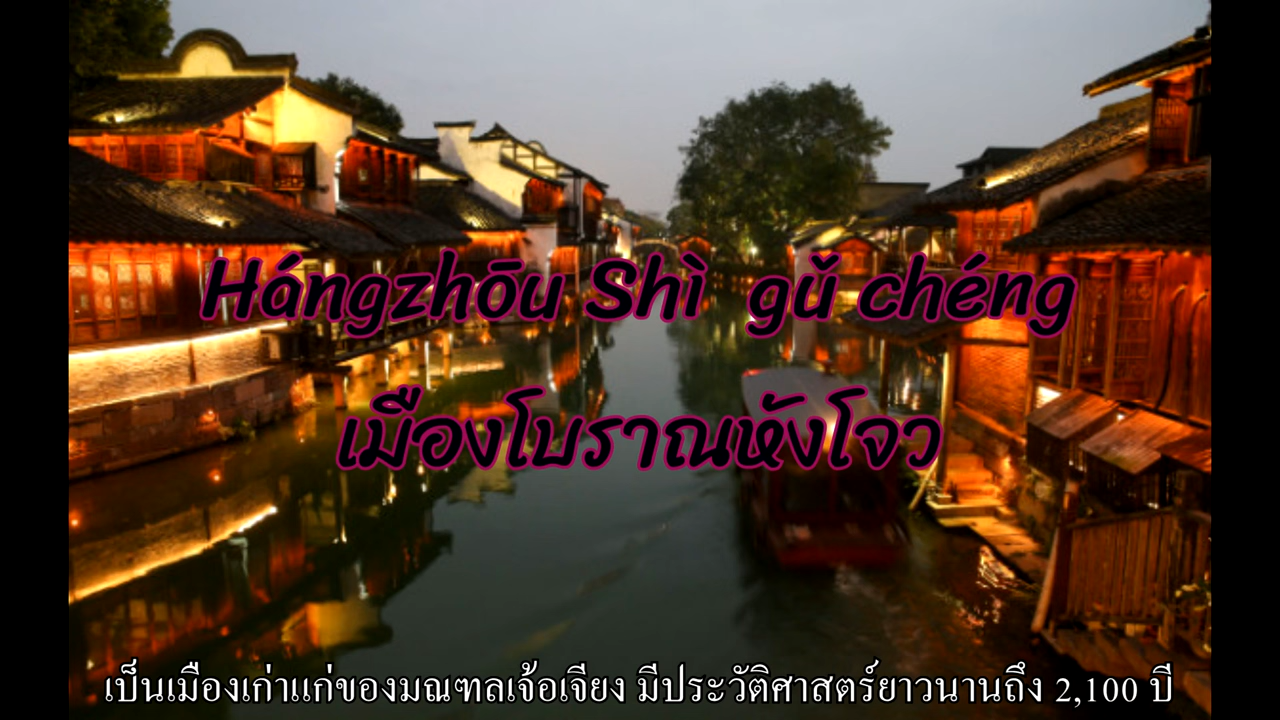 Hángzhōu Shì gǔ chéng
เมืองโบราณหังโจว
เป็นเมืองเก่าแก่ของมณฑลเจ้อเจียง มีประวัติศาสตร์ยาวนานถึง 2,100 ปี